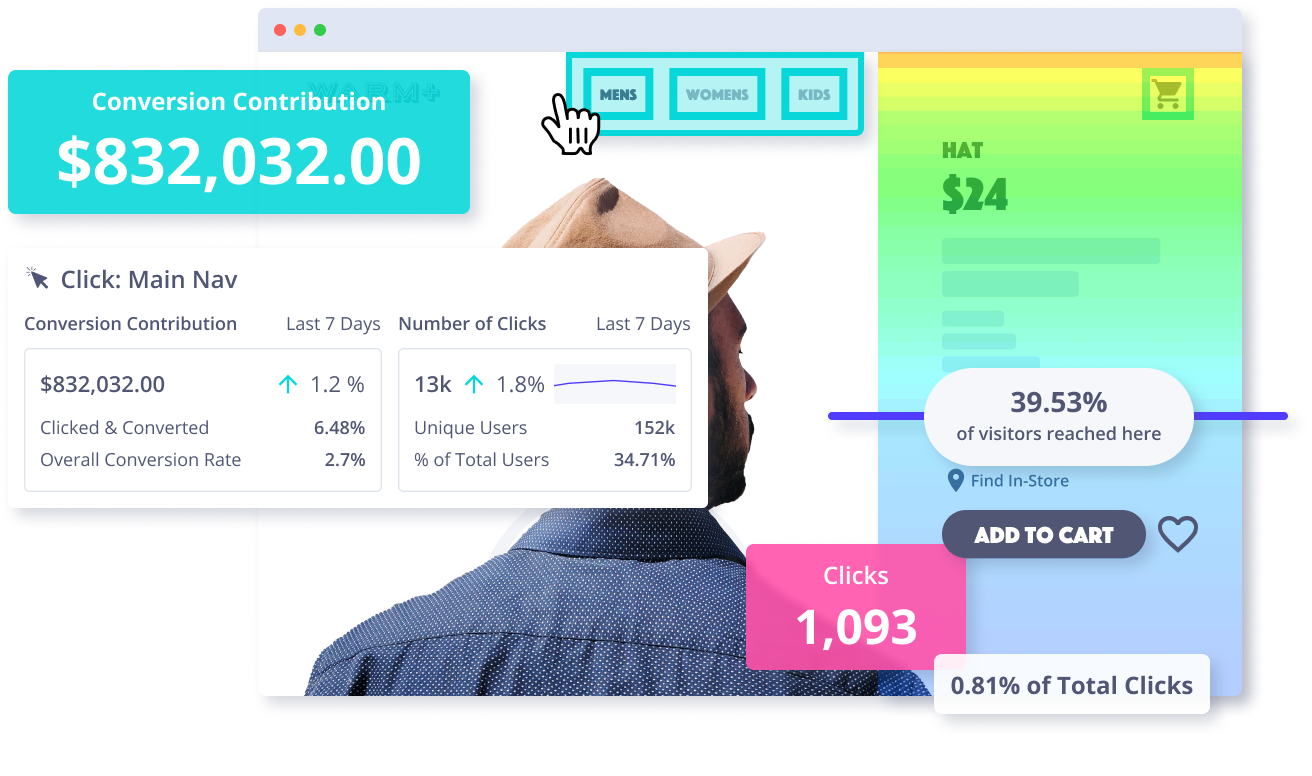 WARM+
Conversion Contribution
$832,032.00
MENS
WOMENS
KIDS
HAT
$24
Click: Main Nav
Conversion Contribution
Last 7 Days
$832,032.00
1.2 %
Clicked & Converted
6.48%
Overall Conversion Rate
2.7%
Number of Clicks
Last 7 Days
13k
1.8%
Unique Users
152k
% of Total Users
34.71%
39.53%
of visitors reached here
Find In-Store
ADD TO CART
Clicks
1,093
0.81% of Total Clicks